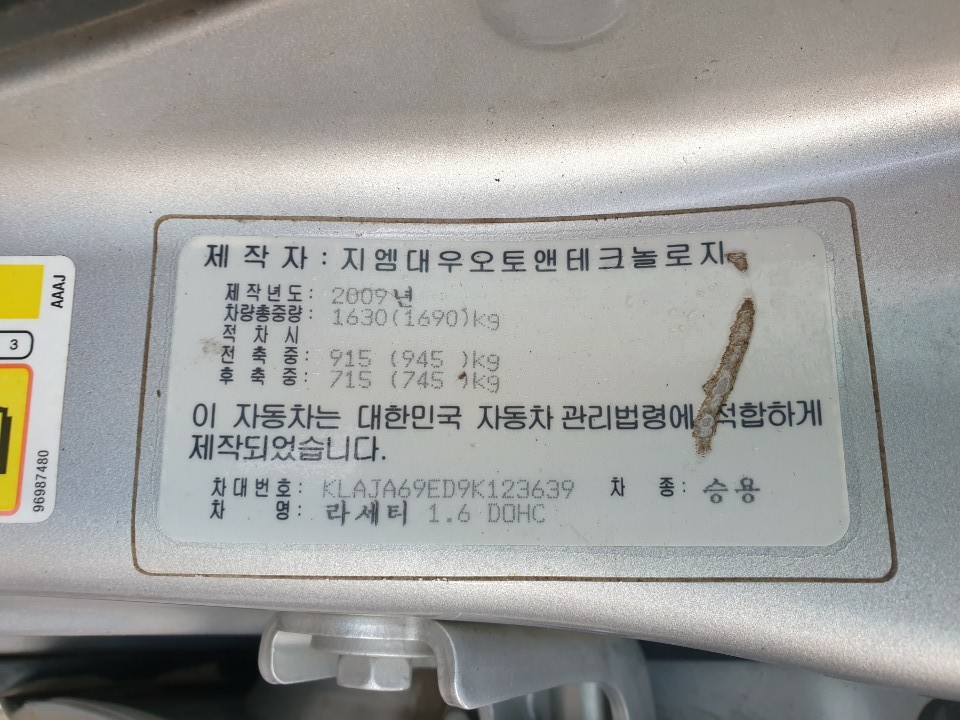 제 작 자 : 지엠대우오토앤테크놀로지
제작년도 : 2009년
차량총중량 : 1630(1690)kg
적 차 시
전 축 중 : 915 (945 )kg
후 축 중 : 715 (745 )kg
이 자동차는 대한민국 자동차 관리법령에 적합하게
제작되었습니다.
차대번호 : KLAJA69ED9K123639 차 종 : 승용
차 명 : 라세티 1.6 DOHC
AAAJ
3
96987480